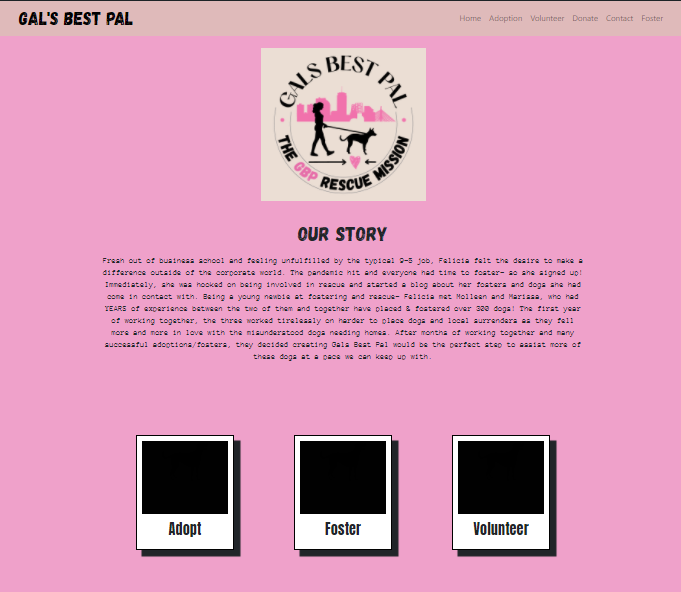 GAL'S BEST PAL
Home Adoption Volunteer Donate Contact Foster
GALS BEST PAL
THE GBP RESCUE MISSION
OUR STORY
Fresh out of business school and feeling unfulfilled by the typical 9-5 job, Felicia felt the desire to make a
difference outside of the corporate world. The pandemic hit and everyone had time to foster- so she signed up!
Immediately, she was hooked on being involved in rescue and started a blog about her fosters and dogs she had
come in contact with. Being a young newbie at fostering and rescue- Felicia met Molleen and Marissa, who had
YEARS of experience between the two of them and together have placed & fostered over 300 dogs! The first year
of working together, the three worked tirelessly on harder to place dogs and local surrenders as they fell
more and more in love with the misunderstood dogs needing homes. After months of working together and many
successful adoptions/fosters, they decided creating Gals Best Pal would be the perfect step to assist more of
these dogs at a pace we can keep up with.
Adopt
Foster
Volunteer